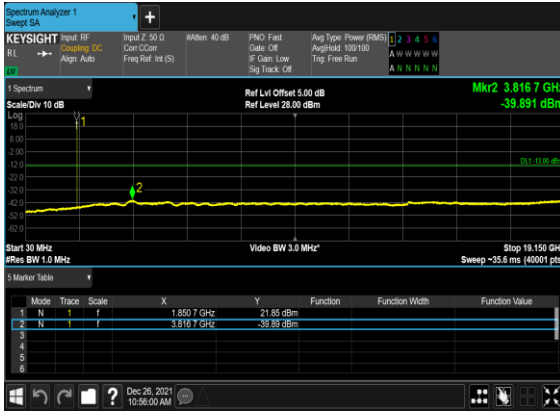 Spectrum Analyzer 1
Swept SA
+
KEYSIGHT Input: RF Input Z: 50 Ω #Atten: 40 dB PNO: Fast Avg Type: Power (RMS) 1 2 3 4 5 6
RL Coupling: DC Corr CCorr Gate: Off Avg|Hold: 100/100 A W W W W W
Align: Auto Freq Ref: Int (S) IF Gain: Low Trig: Free Run
Sig Track: Off A N N N N N
1 Spectrum
Scale/Div 10 dB
Ref Lvl Offset 5.00 dB
Ref Level 28.00 dBm
Mkr2 3.816 7 GHz
-39.891 dBm
Log
18.0
8.00
-2.00
-12.0
-22.0
-32.0
-42.0
-52.0
-62.0
1
2
DL1 -13.00 dBm
Start 30 MHz Video BW 3.0 MHz* Stop 19.150 GH
#Res BW 1.0 MHz Sweep ~35.6 ms (40001 pts
5 Marker Table
Mode Trace Scale X Y Function Function Width Function Value
1 N 1 f 1.850 7 GHz 21.85 dBm
2 N 1 f 3.816 7 GHz -39.89 dBm
3
4
5
6
?
Dec 26, 2021
10:56:00 AM